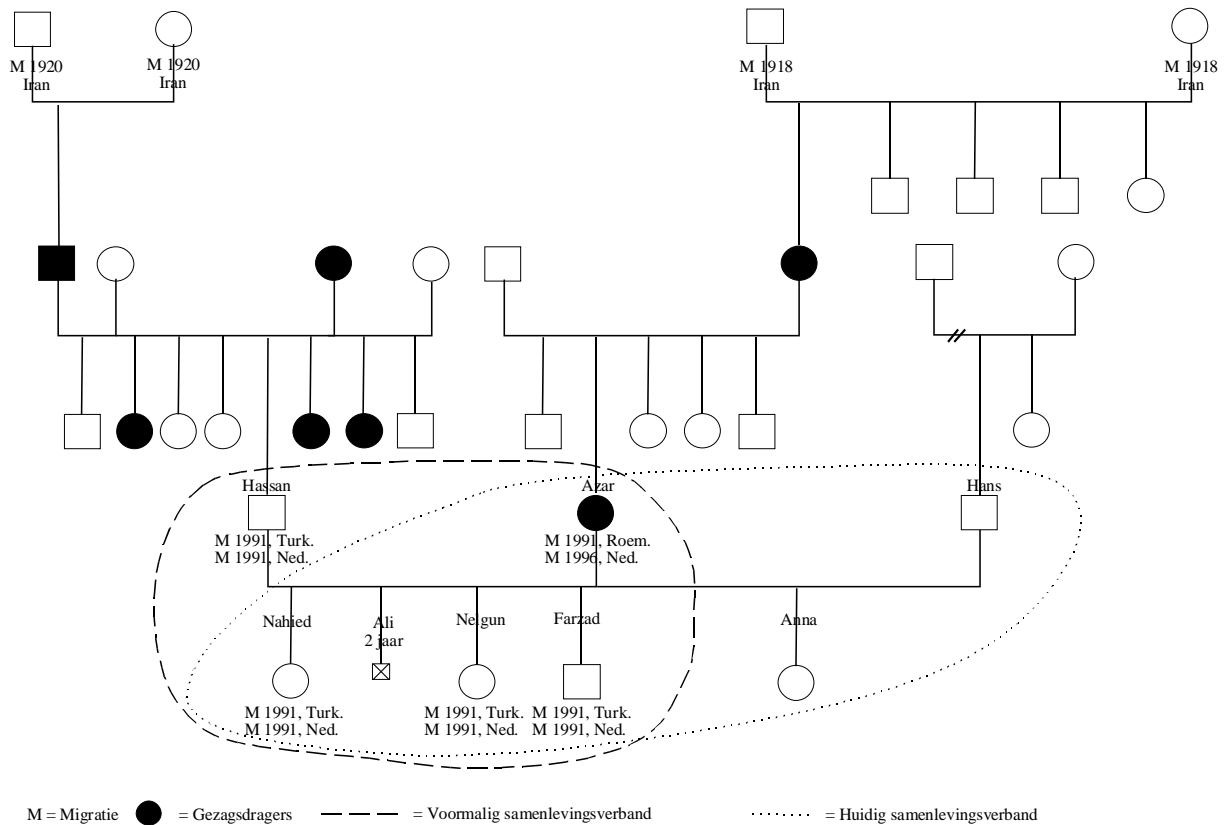 M 1920
Iran
M 1920
Iran
M 1918
Iran
M 1918
Iran
Hassan
M 1991, Turk.
M 1991, Ned.
Azar
M 1991, Roem.
M 1996, Ned.
Hans
Nahied
Ali
2 jaar
Nelgun
Farzad
Anna
M 1991, Turk.
M 1991, Ned.
M 1991, Turk.
M 1991, Ned.
M 1991, Turk.
M 1991, Ned.
M = Migratie = Gezagsdragers = Voormalig samenlevingsverband = Huidig samenlevingsverband